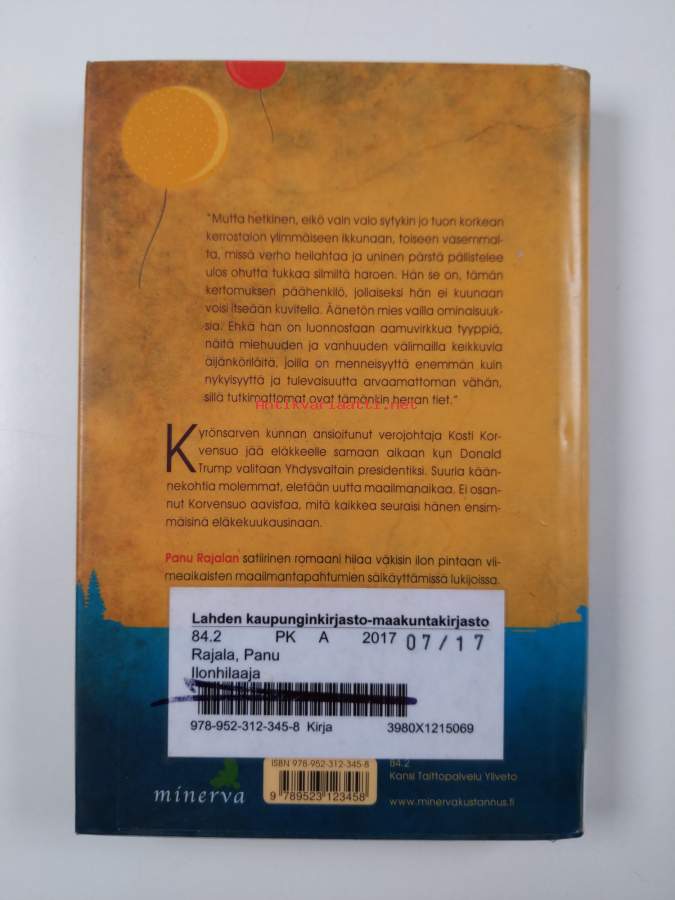 "Mutta hetkinen, eikö vain valo sytykin jo tuon korkean
kerrostalon ylimmäiseen ikkunaan, toiseen vasemmal-
ta, missä verho heilahtaa ja uninen pärstä pällistelee
ulos ohutta tukkaa silmiltä haroen. Hän se on, tämän
kertomuksen päähenkilö, jollaiseksi hän ei kuunaan
voisi itseään kuvitella. Äänetön mies vailla ominaisuuk-
sia. Ehkä hän on luonnostaan aamuvirkkua tyyppiä,
näitä miehuuden ja vanhuuden välimailla keikkuvia
äijänköriläitä, joilla on menneisyyttä enemmän kuin
nykyisyyttä ja tulevaisuutta arvaamattoman vähän,
sillä tutkimattomat ovat tämänkin herran tiet."
Antikvariaatti.net
Kyrönsarven kunnan ansioitunut verojohtaja Kosti Kor-
vensuo jää eläkkeelle samaan aikaan kun Donald
Trump valitaan Yhdysvaltain presidentiksi. Suuria kään-
nekohtia molemmat, eletään uutta maailmanaikaa. Ei osan-
nut Korvensuo aavistaa, mitä kaikkea seuraisi hänen ensim-
mäisinä eläkekuukausinaan.
Panu Rajalan satiirinen romaani hilaa väkisin ilon pintaan vii-
meaikaisten maailmantapahtumien säikäyttämissä lukijoissa.
Lahden kaupunginkirjasto-maakuntakirjasto
84.2 PK A 2017 07/17
Rajala, Panu
Ilonhilaaja
978-952-312-345-8 Kirja 3980X1215069
minerva
ISBN 978-952-312-345-8
9 789523 123458
84.2
Kansi Taittopalvelu Yliveto
www.minervakustannus.fi